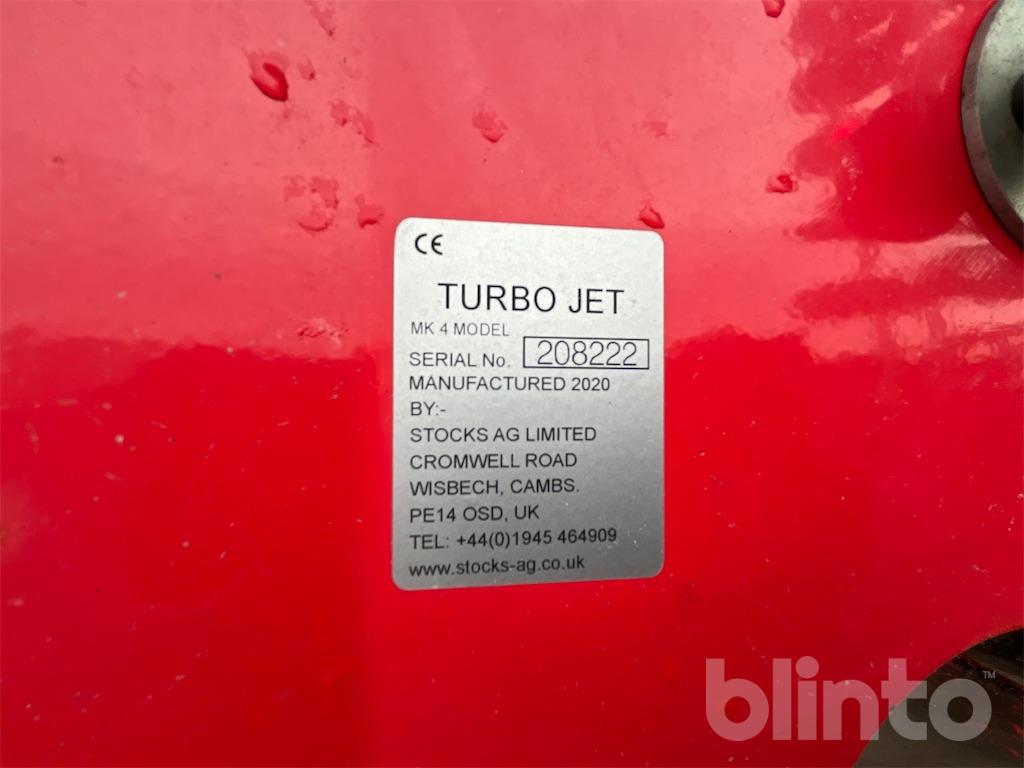 CE
TURBO JET
MK 4 MODEL
SERIAL No. 208222
MANUFACTURED 2020
BY:-
STOCKS AG LIMITED
CROMWELL ROAD
WISBECH, CAMBS.
PE14 OSD, UK
TEL: +44(0)1945 464909
www.stocks-ag.co.uk
blinto™